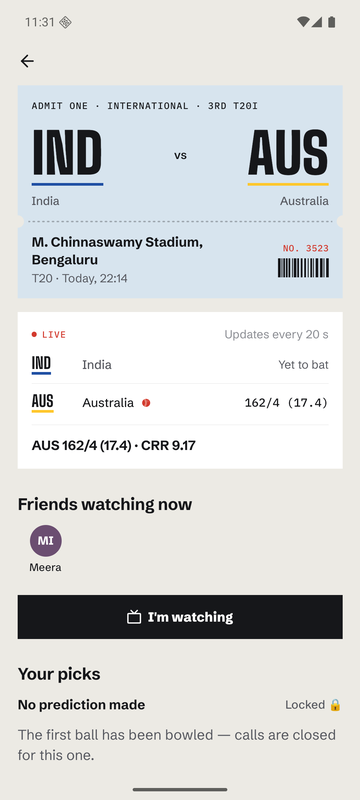 11:31
ADMIT ONE · INTERNATIONAL · 3RD T20I
IND vs AUS
India Australia
M. Chinnaswamy Stadium,
Bengaluru
NO. 3523
T20 · Today, 22:14
LIVE Updates every 20 s
IND India Yet to bat
AUS Australia 162/4 (17.4)
AUS 162/4 (17.4) · CRR 9.17
Friends watching now
MI
Meera
I'm watching
Your picks
No prediction made Locked 🔒
The first ball has been bowled — calls are closed
for this one.